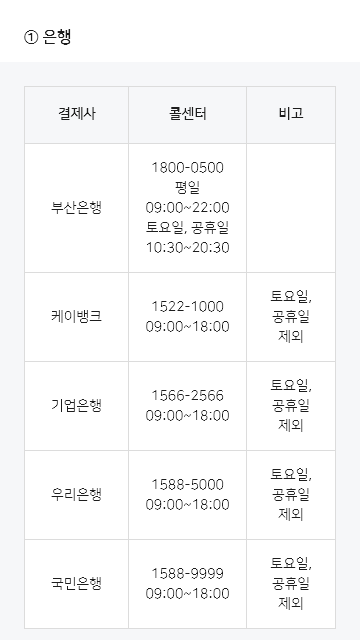 ① 은행
결제사 콜센터 비고
부산은행
1800-0500
평일
09:00~22:00
토요일, 공휴일
10:30~20:30
케이뱅크
1522-1000
09:00~18:00
토요일,
공휴일
제외
기업은행
1566-2566
09:00~18:00
토요일,
공휴일
제외
우리은행
1588-5000
09:00~18:00
토요일,
공휴일
제외
국민은행
1588-9999
09:00~18:00
토요일,
공휴일
제외